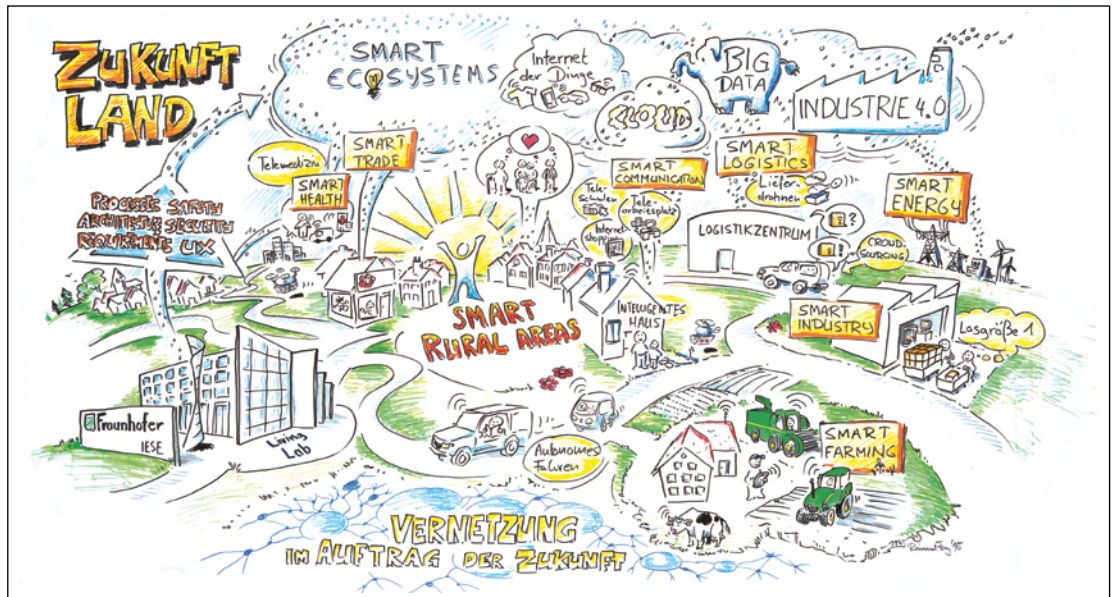 ZUKUNFT
LAND
SMART
ECOSYSTEMS
Internet
der Dinge
CLOUD
BIG
DATA
INDUSTRIE 4.0
Telemedizin
SMART
TRADE
SMART
HEALTH
SMART
COMMUNICATION
SMART
LOGISTICS
Liefer-
drohnen
SMART
ENERGY
PROCESSES SAFETY
ARCHITECTURE SECURITY
REQUIREMENTS UX
Tele-
schule
Tele-
arbeitsplatz
Internet
shopping
LOGISTIKZENTRUM
?
?
CROWD-
SOURCING
SMART
RURAL AREAS
INTELLIGENTES
HAUS
SMART
INDUSTRY
Losgröße 1
Fraunhofer
IESE
Living
Lab
Autonomes
Fahren
SMART
FARMING
VERNETZUNG
IM AUFTRAG DER ZUKUNFT